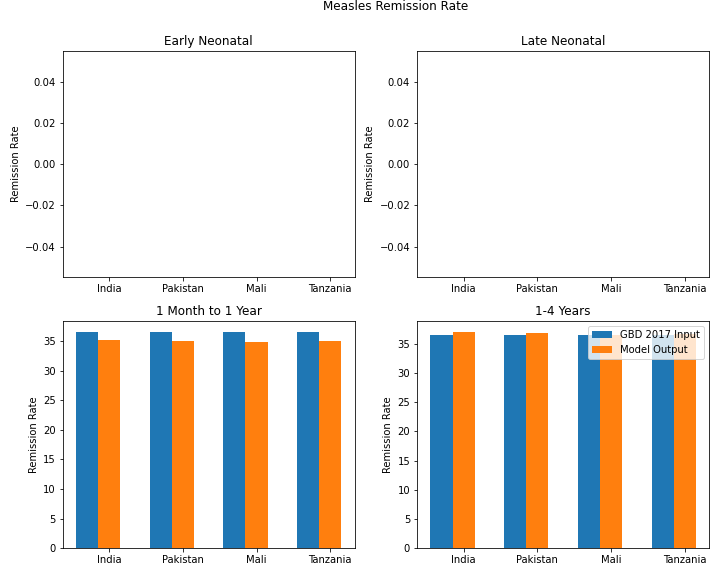 Measles Remission Rate
Early Neonatal
Remission Rate
0.04
0.02
0.00
−0.02
−0.04
India
Pakistan
Mali
Tanzania
Late Neonatal
Remission Rate
0.04
0.02
0.00
−0.02
−0.04
India
Pakistan
Mali
Tanzania
1 Month to 1 Year
Remission Rate
35
30
25
20
15
10
5
0
India
Pakistan
Mali
Tanzania
1-4 Years
Remission Rate
35
30
25
20
15
10
5
0
GBD 2017 Input
Model Output
India
Pakistan
Mali
Tanzania